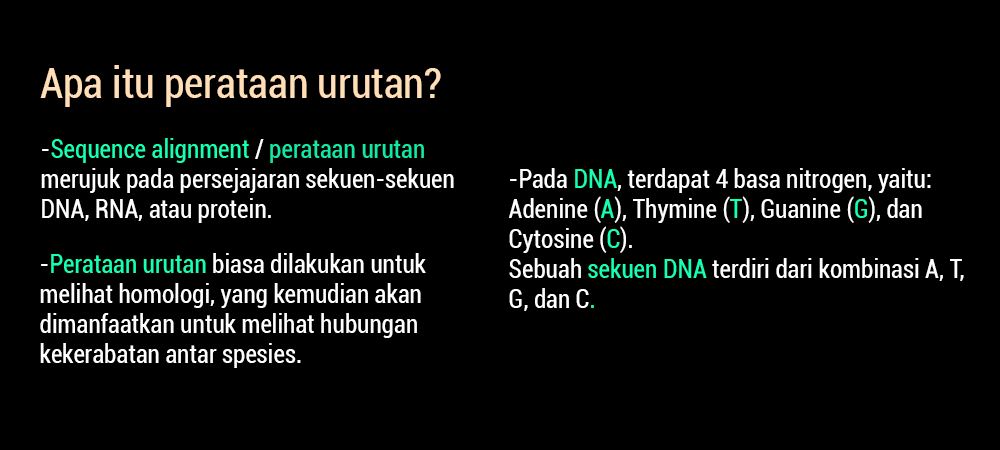 Apa itu perataan urutan?
-Sequence alignment / perataan urutan
merujuk pada persejajaran sekuen-sekuen
DNA, RNA, atau protein.
-Perataan urutan biasa dilakukan untuk
melihat homologi, yang kemudian akan
dimanfaatkan untuk melihat hubungan
kekerabatan antar spesies.
-Pada DNA, terdapat 4 basa nitrogen, yaitu:
Adenine (A), Thymine (T), Guanine (G), dan
Cytosine (C).
Sebuah sekuen DNA terdiri dari kombinasi A, T,
G, dan C.